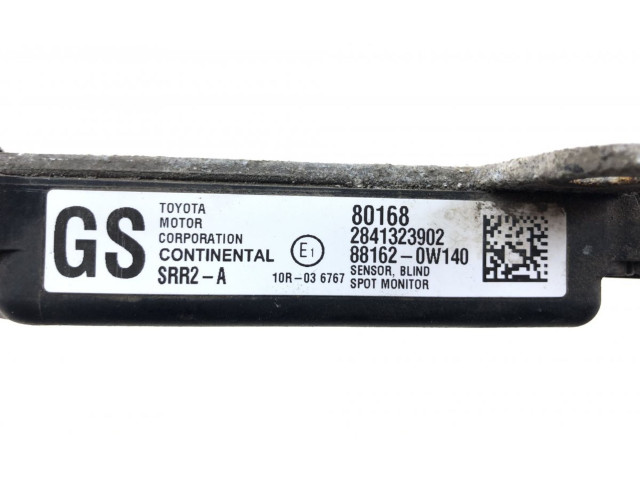 GS
TOYOTA
MOTOR
CORPORATION
CONTINENTAL
SRR2-A
E1
10R-03 6767
80168
2841323902
88162-0W140
SENSOR, BLIND
SPOT MONITOR